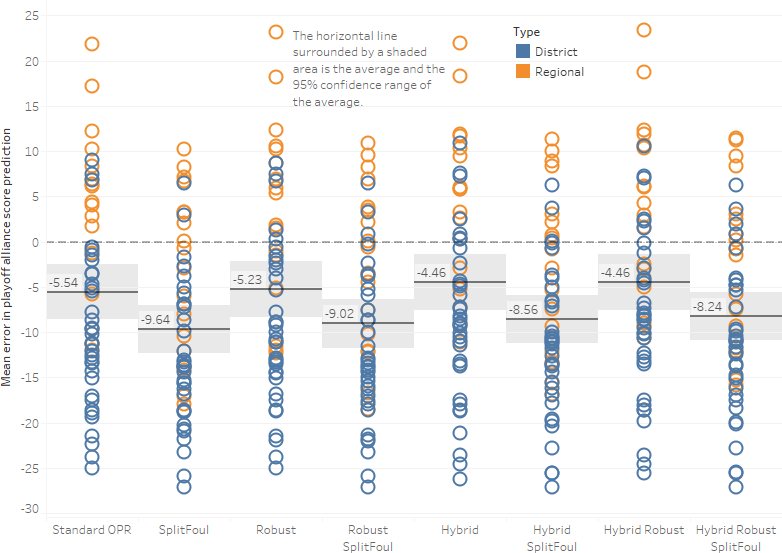 25
20
15
10
5
0
-5
-10
-15
-20
-25
-30
Mean error in playoff alliance score prediction
The horizontal line
surrounded by a shaded
area is the average and the
95% confidence range of
the average.
Type
District
Regional
-5.54
-9.64
-5.23
-9.02
-4.46
-8.56
-4.46
-8.24
Standard OPR
SplitFoul
Robust
Robust
SplitFoul
Hybrid
Hybrid
SplitFoul
Hybrid Robust
Hybrid Robust
SplitFoul